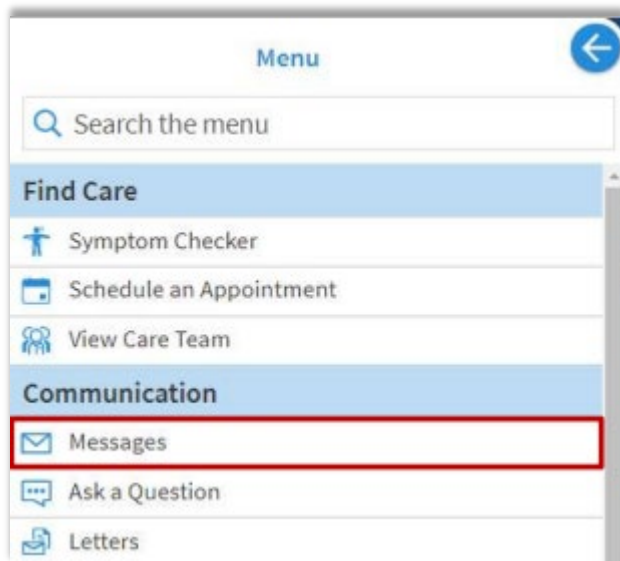 Menu
Search the menu
Find Care
Symptom Checker
Schedule an Appointment
View Care Team
Communication
Messages
Ask a Question
Letters